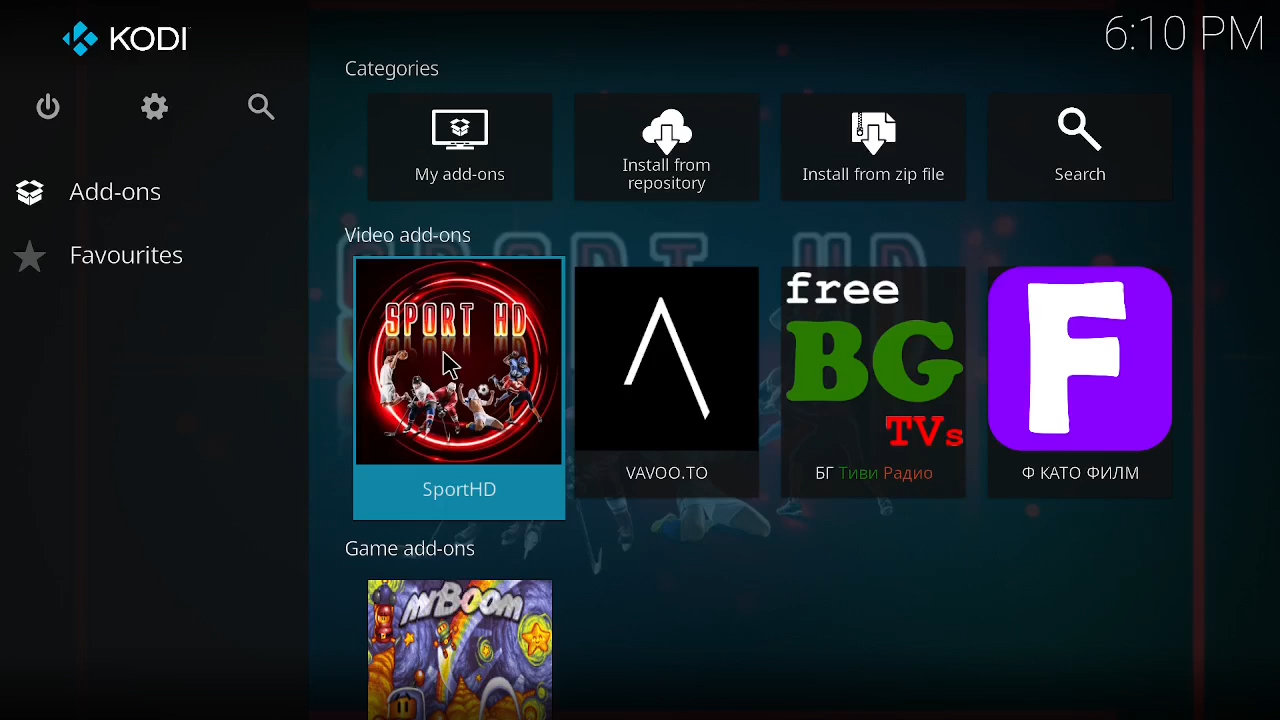 KODI
6:10 PM
Categories
My add-ons
Install from
repository
Install from zip file
Search
Add-ons
Favourites
Video add-ons
SPORT HD
SPORT HD
free
BG
TVs
F
SportHD
VAVOO.TO
БГ Тиви Радио
Ф КАТО ФИЛМ
Game add-ons
MrBOOM